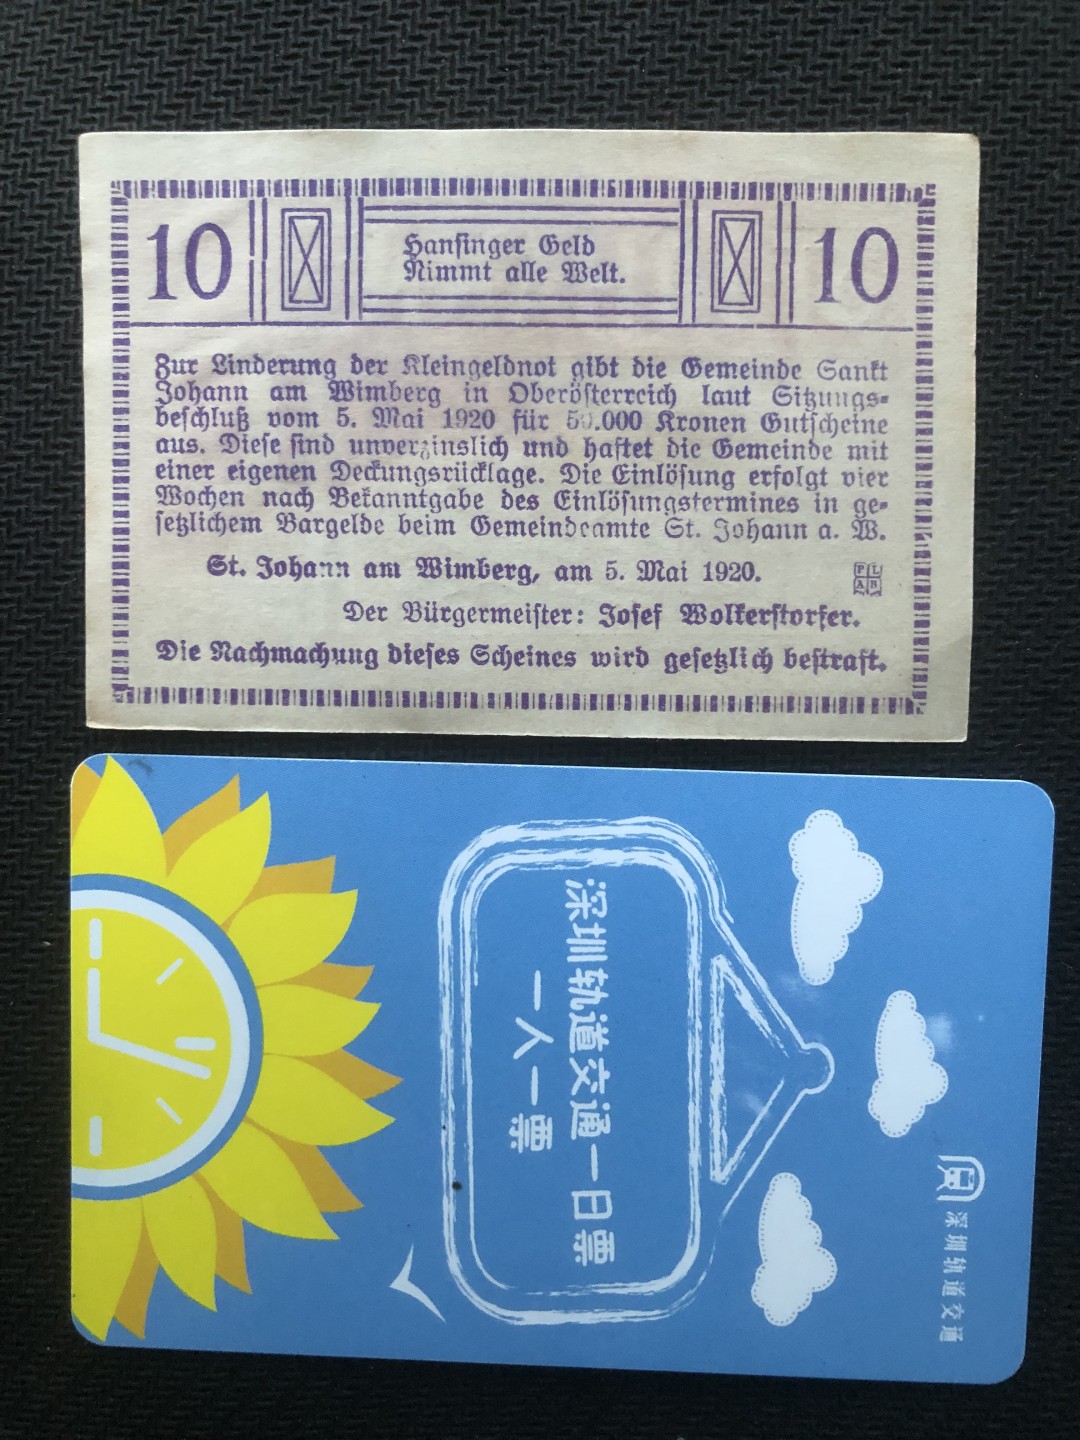 10
Hansinger Geld
Nimmt alle Welt.
10
Zur Linderung der Kleingeldnot gibt die Gemeinde Sankt
Johann am Wimberg in Oberösterreich laut Sitzungs-
beschluß vom 5. Mai 1920 für 50.000 Kronen Gutscheine
aus. Diese sind unverzinslich und haftet die Gemeinde mit
einer eigenen Deckungsrücklage. Die Einlösung erfolgt vier
Wochen nach Bekanntgabe des Einlösungstermines in ge-
setzlichem Bargelde beim Gemeindeamte St. Johann a. W.
St. Johann am Wimberg, am 5. Mai 1920.
Der Bürgermeister: Josef Wolkerstorfer.
Die Nachmachung dieses Scheines wird gesetzlich bestraft.
深圳轨道交通一日票
一人一票
深圳轨道交通